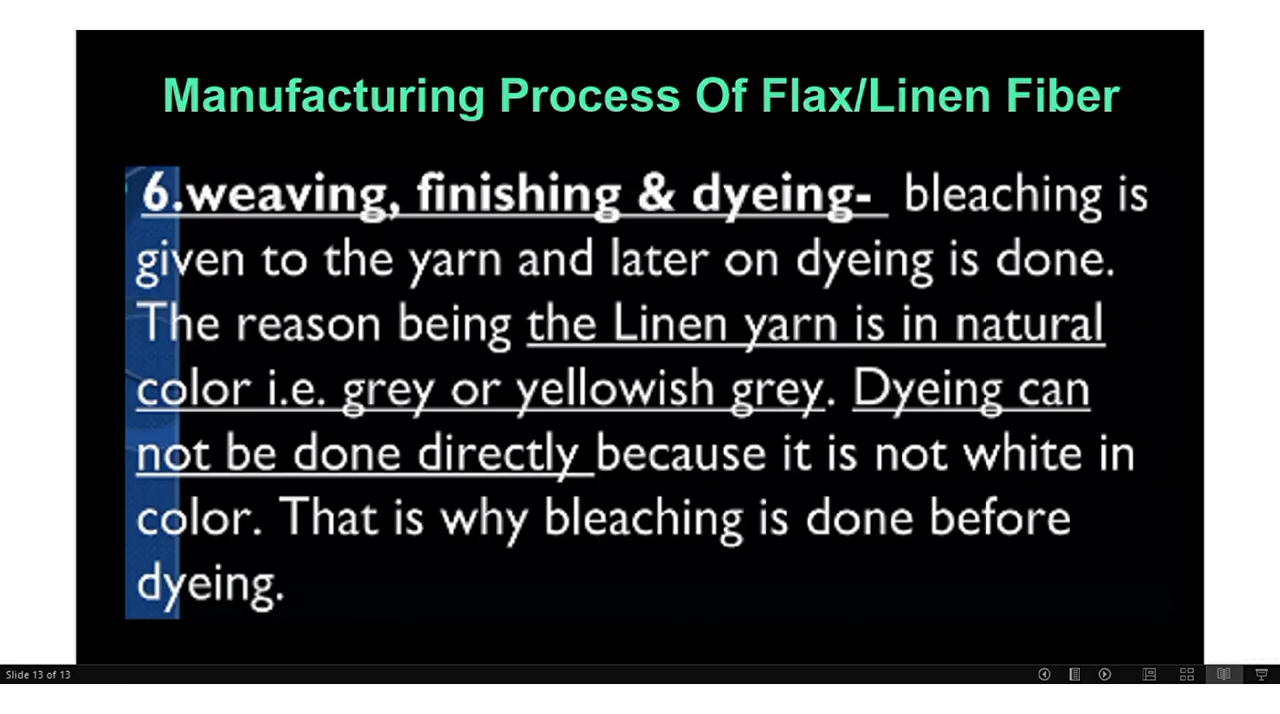 Manufacturing Process Of Flax/Linen Fiber
6.weaving, finishing & dyeing- bleaching is
given to the yarn and later on dyeing is done.
The reason being the Linen yarn is in natural
color i.e. grey or yellowish grey. Dyeing can
not be done directly because it is not white in
color. That is why bleaching is done before
dyeing.
Slide 13 of 13